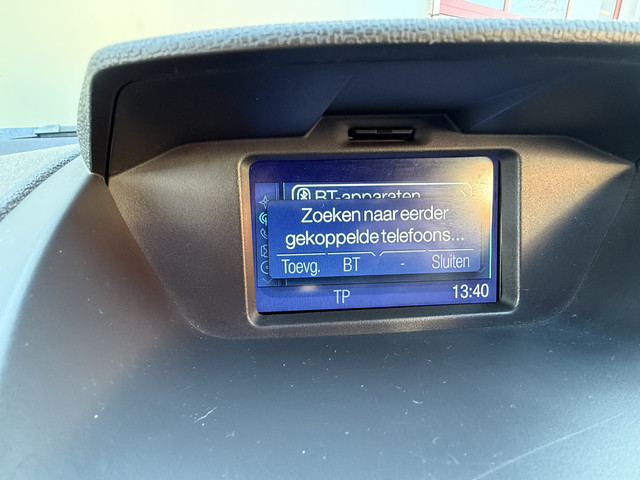 BT-apparaten
Zoeken naar eerder
gekoppelde telefoons...
Toevg. BT - Sluiten
TP 13:40